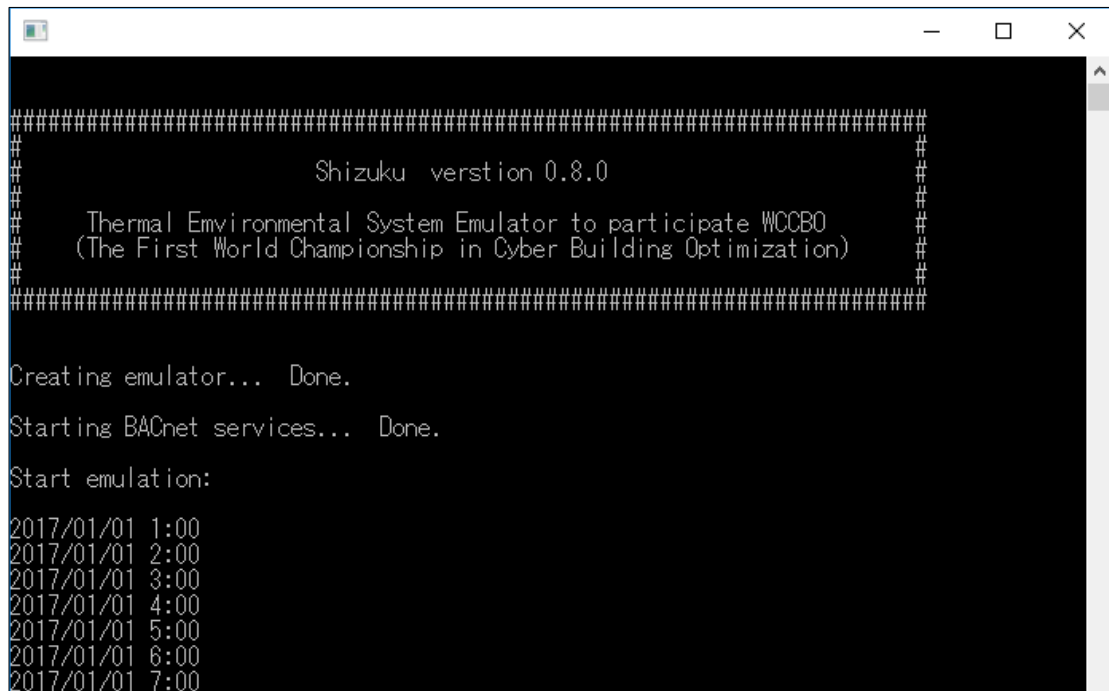 ########################################################################
#                                                                      #
#                       Shizuku  verstion 0.8.0                        #
#                                                                      #
#     Thermal Emvironmental System Emulator to participate WCCBO       #
#    (The First World Championship in Cyber Building Optimization)     #
#                                                                      #
########################################################################
Creating emulator...  Done.
Starting BACnet services...  Done.
Start emulation:
2017/01/01 1:00
2017/01/01 2:00
2017/01/01 3:00
2017/01/01 4:00
2017/01/01 5:00
2017/01/01 6:00
2017/01/01 7:00